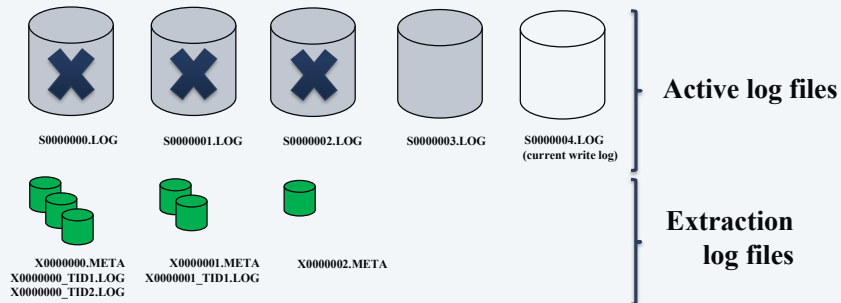 Active log files
S0000000.LOG
S0000001.LOG
S0000002.LOG
S0000003.LOG
S0000004.LOG
(current write log)
Extraction
log files
X0000000.META
X0000000_TID1.LOG
X0000000_TID2.LOG
X0000001.META
X0000001_TID1.LOG
X0000002.META